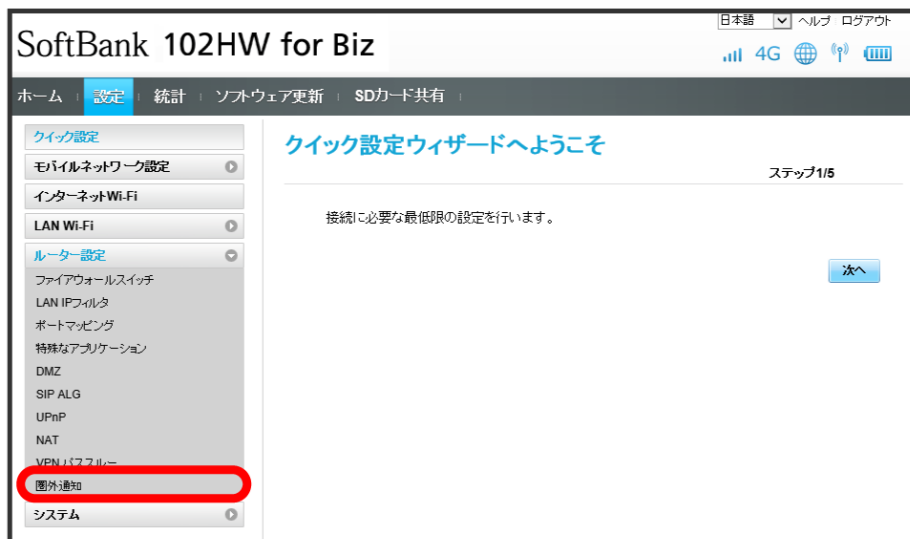 日本語 ヘルプ ログアウト
SoftBank 102HW for Biz
4G
ホーム 設定 統計 ソフトウェア更新 SDカード共有
クイック設定
モバイルネットワーク設定
インターネットWi-Fi
LAN Wi-Fi
ルーター設定
ファイアウォールスイッチ
LAN IPフィルタ
ポートマッピング
特殊なアプリケーション
DMZ
SIP ALG
UPnP
NAT
VPN パススルー
圏外通知
システム
クイック設定ウィザードへようこそ
ステップ1/5
接続に必要な最低限の設定を行います。
次へ